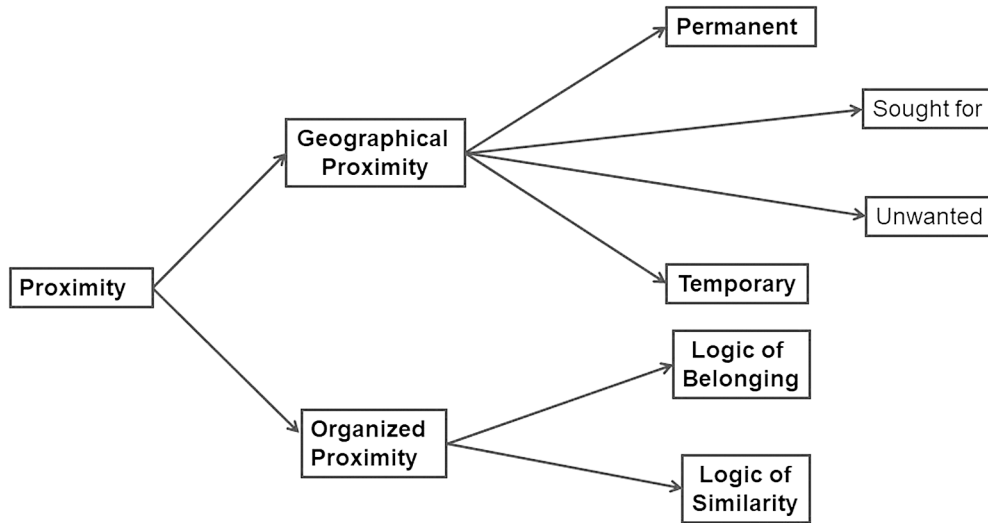 Permanent
Sought for
Geographical
Proximity
Unwanted
Proximity
Temporary
Logic of
Belonging
Organized
Proximity
Logic of
Similarity